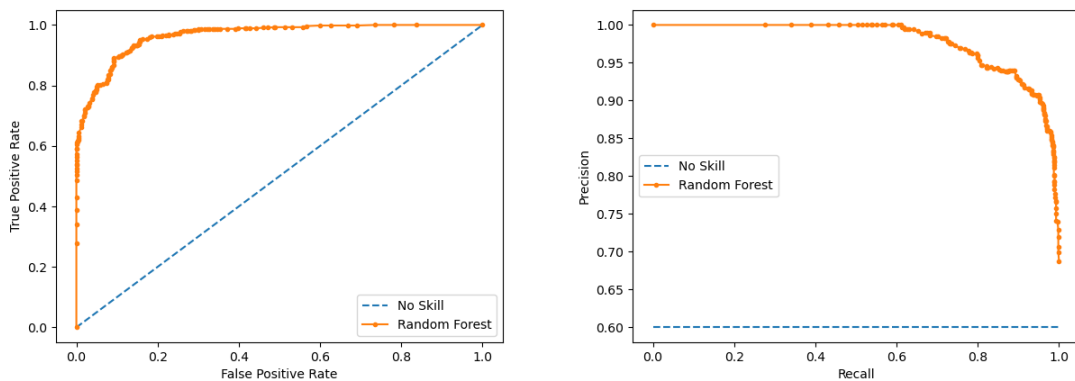 1.0
0.8
0.6
0.4
0.2
0.0
True Positive Rate
0.0 0.2 0.4 0.6 0.8 1.0
False Positive Rate
No Skill
Random Forest
1.00
0.95
0.90
0.85
0.80
0.75
0.70
0.65
0.60
Precision
0.0 0.2 0.4 0.6 0.8 1.0
Recall
No Skill
Random Forest